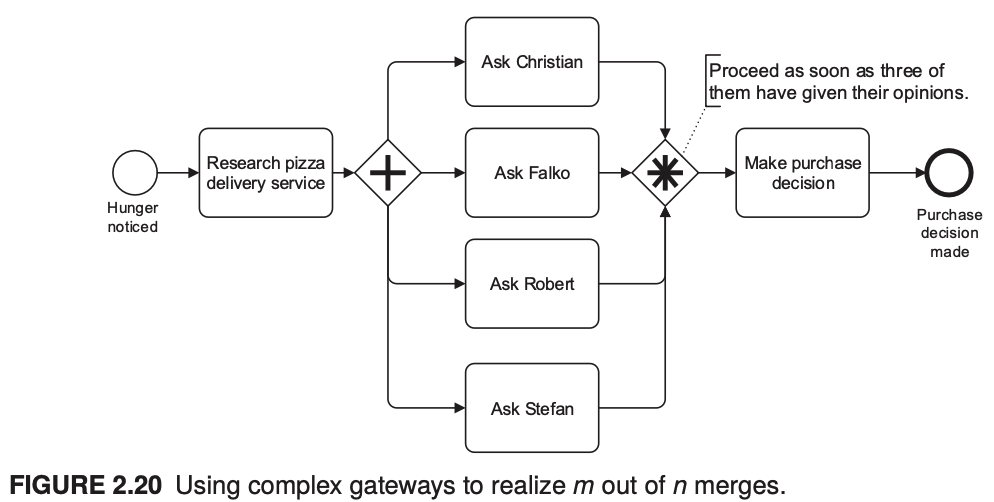 Ask Christian
Proceed as soon as three of
them have given their opinions.
Research pizza
delivery service
Ask Falko
Make purchase
decision
Hunger
noticed
Purchase
decision
made
Ask Robert
Ask Stefan
FIGURE 2.20 Using complex gateways to realize m out of n merges.